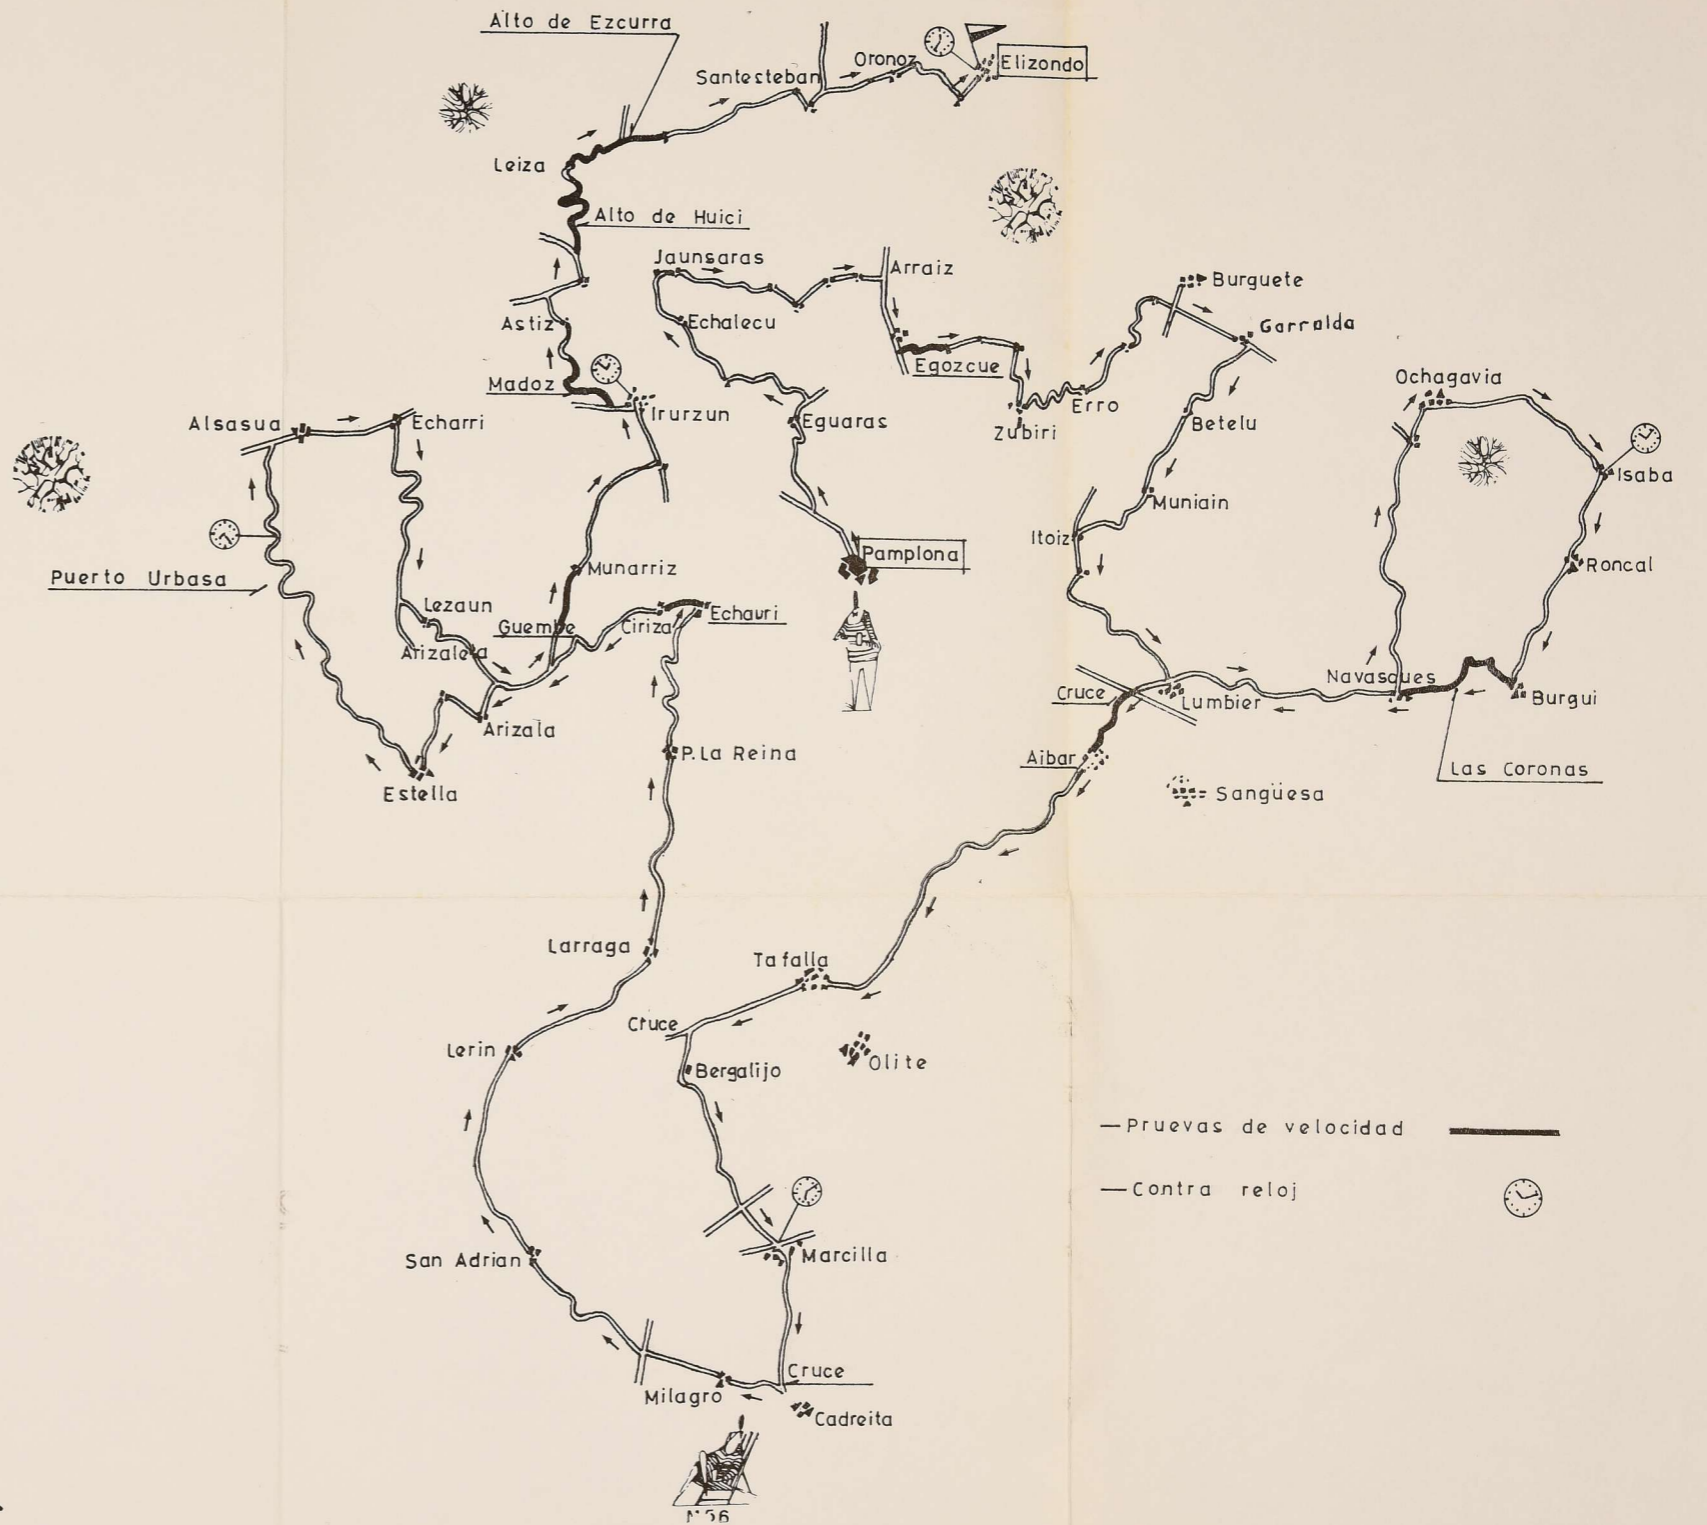 Alto de Ezcurra
Santesteban
Oronoz
Elizondo
Leiza
Alto de Huici
Jaunsaras
Arraiz
Burguete
Astiz
Echalecu
Garralda
Egozcue
Madoz
Ochagavia
Alsasua
Echarri
Irurzun
Eguaras
Zubiri
Erro
Betelu
Isaba
Muniain
Itoiz
Puerto Urbasa
Munarriz
Pamplona
Roncal
Lezaun
Guembe
Ciriza
Echauri
Arizaleta
Navasques
Cruce
Lumbier
Burgui
Arizala
P. La Reina
Aibar
Las Coronas
Estella
Sangüesa
Larraga
Tafalla
Cruce
Lerin
Bergalijo
Olite
—Pruevas de velocidad
—Contra reloj
San Adrian
Marcilla
Cruce
Milagro
Cadreita